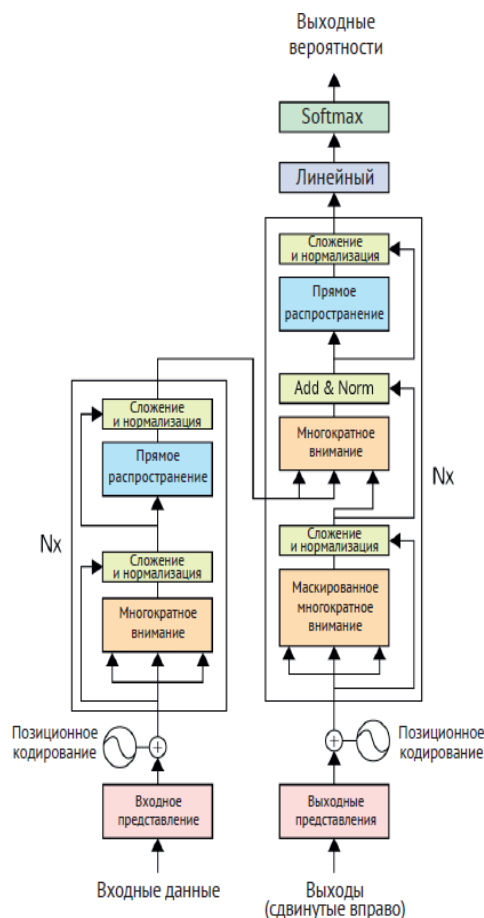 Выходные
вероятности
Softmax
Линейный
Сложение
и нормализация
Прямое
распространение
Add & Norm
Многократное
внимание
Nx
Сложение
и нормализация
Маскированное
многократное
внимание
Позиционное
кодирование
Выходные
представления
Выходы
(сдвинутые вправо)
Сложение
и нормализация
Прямое
распространение
Nx
Сложение
и нормализация
Многократное
внимание
Позиционное
кодирование
Входное
представление
Входные данные